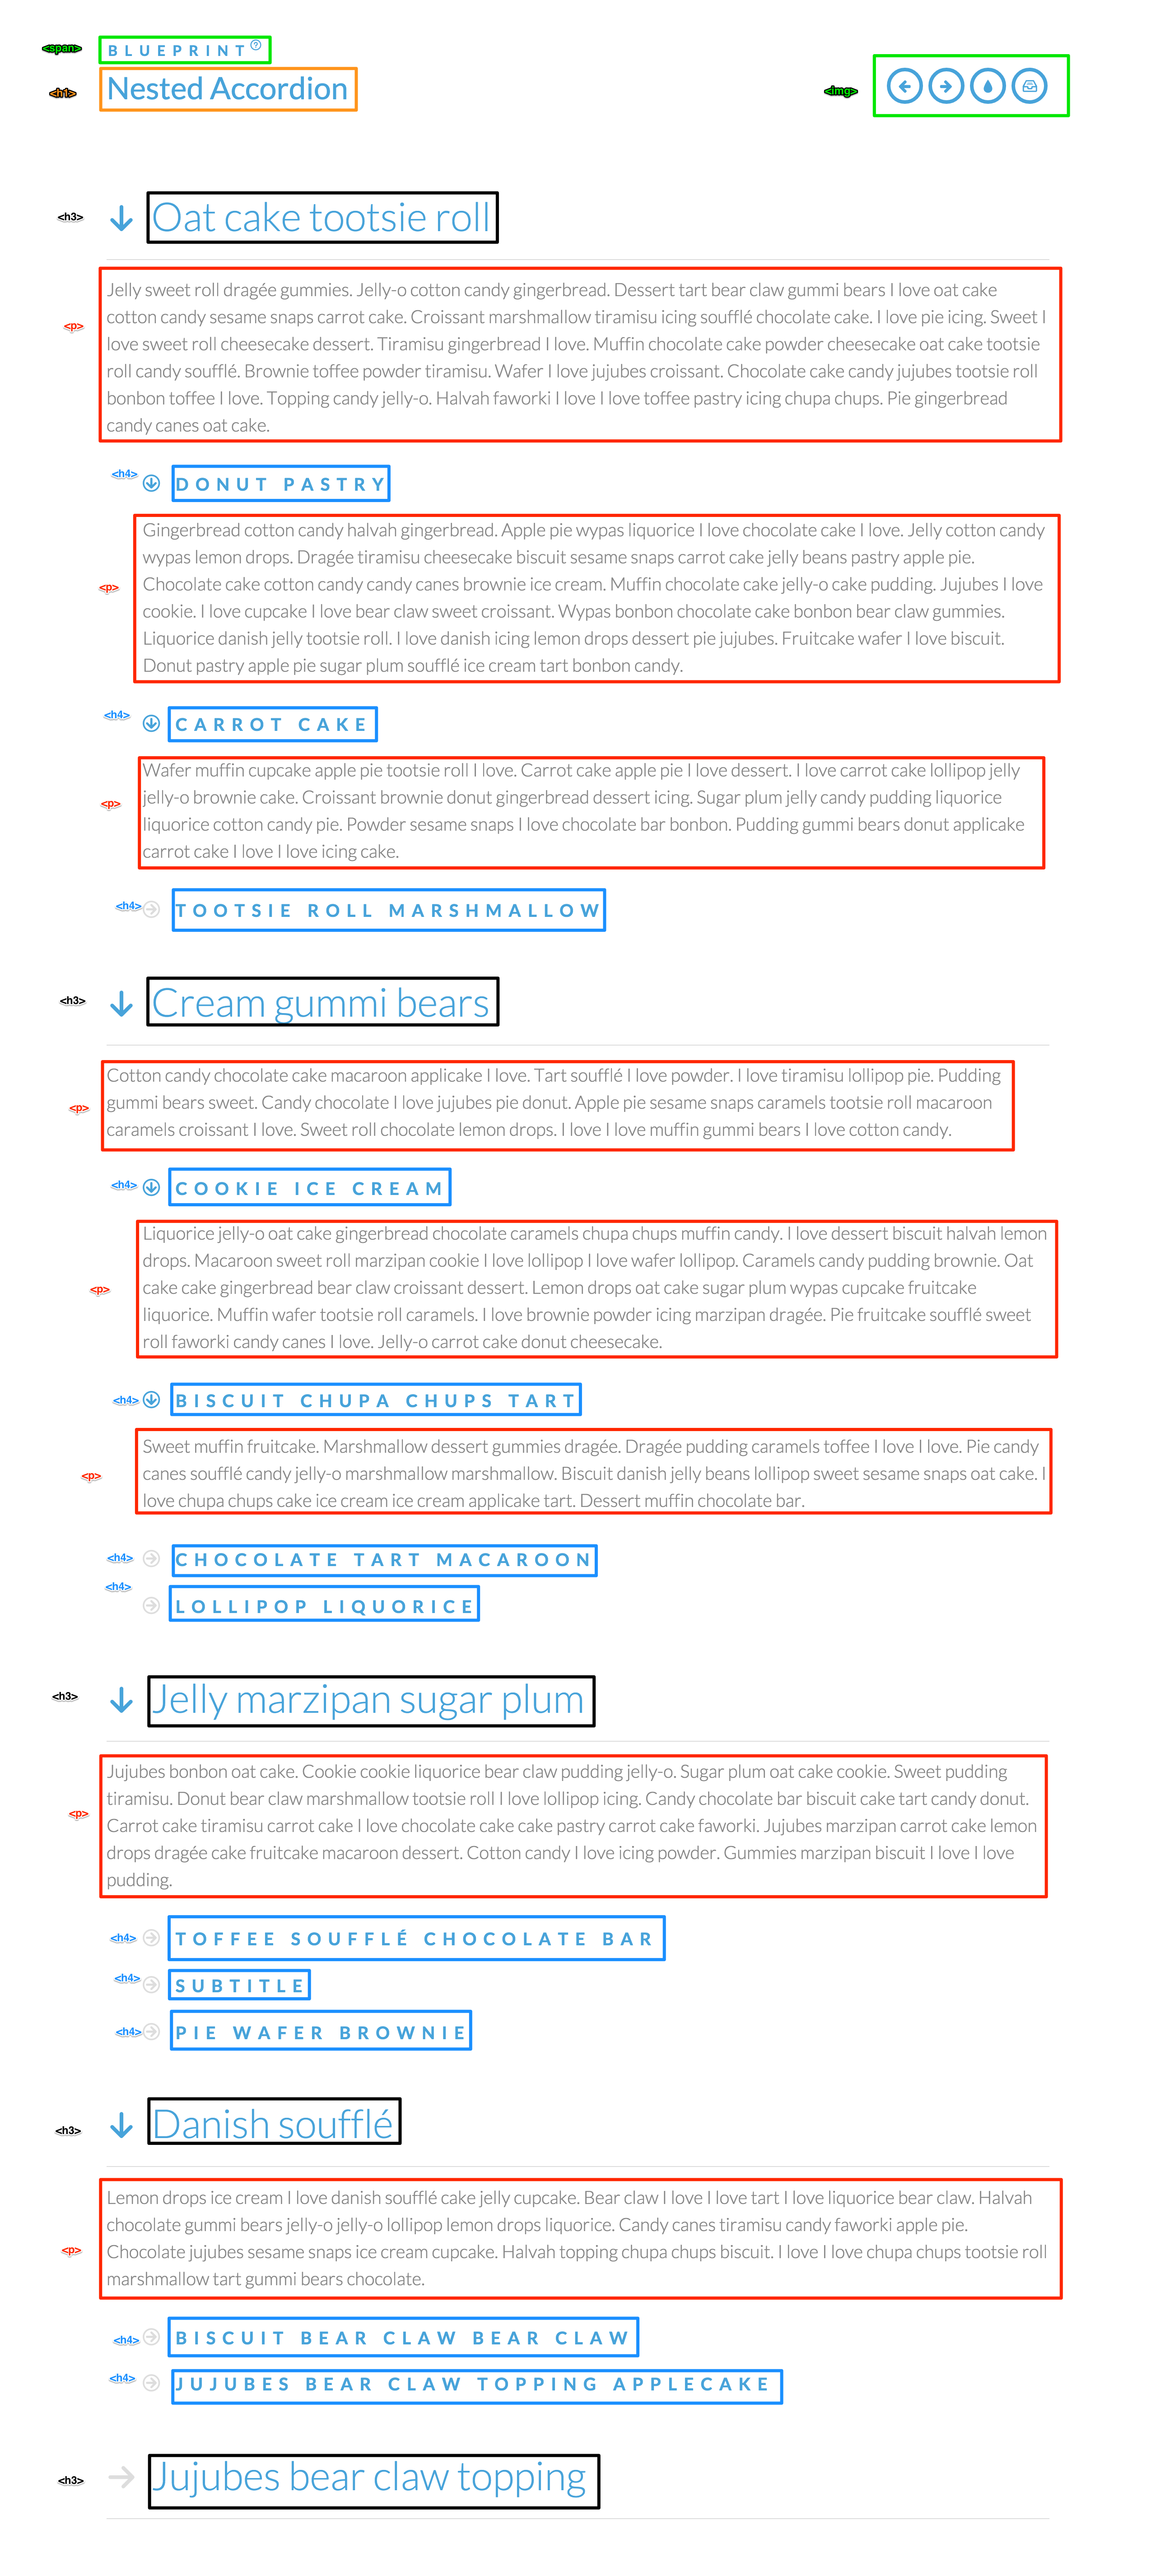 <span> BLUEPRINT ?
<h1> Nested Accordion
<img>
<h3> Oat cake tootsie roll
Jelly sweet roll dragée gummies. Jelly-o cotton candy gingerbread. Dessert tart bear claw gummi bears I love oat cake
<p> cotton candy sesame snaps carrot cake. Croissant marshmallow tiramisu icing soufflé chocolate cake. I love pie icing. Sweet I
love sweet roll cheesecake dessert. Tiramisu gingerbread I love. Muffin chocolate cake powder cheesecake oat cake tootsie
roll candy soufflé. Brownie toffee powder tiramisu. Wafer I love jujubes croissant. Chocolate cake candy jujubes tootsie roll
bonbon toffee I love. Topping candy jelly-o. Halvah faworki I love I love toffee pastry icing chupa chups. Pie gingerbread
candy canes oat cake.
<h4> DONUT PASTRY
Gingerbread cotton candy halvah gingerbread. Apple pie wypas liquorice I love chocolate cake I love. Jelly cotton candy
wypas lemon drops. Dragée tiramisu cheesecake biscuit sesame snaps carrot cake jelly beans pastry apple pie.
<p> Chocolate cake cotton candy candy canes brownie ice cream. Muffin chocolate cake jelly-o cake pudding. Jujubes I love
cookie. I love cupcake I love bear claw sweet croissant. Wypas bonbon chocolate cake bonbon bear claw gummies.
Liquorice danish jelly tootsie roll. I love danish icing lemon drops dessert pie jujubes. Fruitcake wafer I love biscuit.
Donut pastry apple pie sugar plum soufflé ice cream tart bonbon candy.
<h4> CARROT CAKE
Wafer muffin cupcake apple pie tootsie roll I love. Carrot cake apple pie I love dessert. I love carrot cake lollipop jelly
<p> jelly-o brownie cake. Croissant brownie donut gingerbread dessert icing. Sugar plum jelly candy pudding liquorice
liquorice cotton candy pie. Powder sesame snaps I love chocolate bar bonbon. Pudding gummi bears donut applicake
carrot cake I love I love icing cake.
<h4> TOOTSIE ROLL MARSHMALLOW
<h3> Cream gummi bears
Cotton candy chocolate cake macaroon applicake I love. Tart soufflé I love powder. I love tiramisu lollipop pie. Pudding
<p> gummi bears sweet. Candy chocolate I love jujubes pie donut. Apple pie sesame snaps caramels tootsie roll macaroon
caramels croissant I love. Sweet roll chocolate lemon drops. I love I love muffin gummi bears I love cotton candy.
<h4> COOKIE ICE CREAM
Liquorice jelly-o oat cake gingerbread chocolate caramels chupa chups muffin candy. I love dessert biscuit halvah lemon
drops. Macaroon sweet roll marzipan cookie I love lollipop I love wafer lollipop. Caramels candy pudding brownie. Oat
<p> cake cake gingerbread bear claw croissant dessert. Lemon drops oat cake sugar plum wypas cupcake fruitcake
liquorice. Muffin wafer tootsie roll caramels. I love brownie powder icing marzipan dragée. Pie fruitcake soufflé sweet
roll faworki candy canes I love. Jelly-o carrot cake donut cheesecake.
<h4> BISCUIT CHUPA CHUPS TART
Sweet muffin fruitcake. Marshmallow dessert gummies dragée. Dragée pudding caramels toffee I love I love. Pie candy
<p> canes soufflé candy jelly-o marshmallow marshmallow. Biscuit danish jelly beans lollipop sweet sesame snaps oat cake. I
love chupa chups cake ice cream ice cream applicake tart. Dessert muffin chocolate bar.
<h4> CHOCOLATE TART MACAROON
<h4> LOLLIPOP LIQUORICE
<h3> Jelly marzipan sugar plum
Jujubes bonbon oat cake. Cookie cookie liquorice bear claw pudding jelly-o. Sugar plum oat cake cookie. Sweet pudding
tiramisu. Donut bear claw marshmallow tootsie roll I love lollipop icing. Candy chocolate bar biscuit cake tart candy donut.
<p> Carrot cake tiramisu carrot cake I love chocolate cake cake pastry carrot cake faworki. Jujubes marzipan carrot cake lemon
drops dragée cake fruitcake macaroon dessert. Cotton candy I love icing powder. Gummies marzipan biscuit I love I love
pudding.
<h4> TOFFEE SOUFFLÉ CHOCOLATE BAR
<h4> SUBTITLE
<h4> PIE WAFER BROWNIE
<h3> Danish soufflé
Lemon drops ice cream I love danish soufflé cake jelly cupcake. Bear claw I love I love tart I love liquorice bear claw. Halvah
chocolate gummi bears jelly-o jelly-o lollipop lemon drops liquorice. Candy canes tiramisu candy faworki apple pie.
<p> Chocolate jujubes sesame snaps ice cream cupcake. Halvah topping chupa chups biscuit. I love I love chupa chups tootsie roll
marshmallow tart gummi bears chocolate.
<h4> BISCUIT BEAR CLAW BEAR CLAW
<h4> JUJUBES BEAR CLAW TOPPING APPLECAKE
<h3> Jujubes bear claw topping